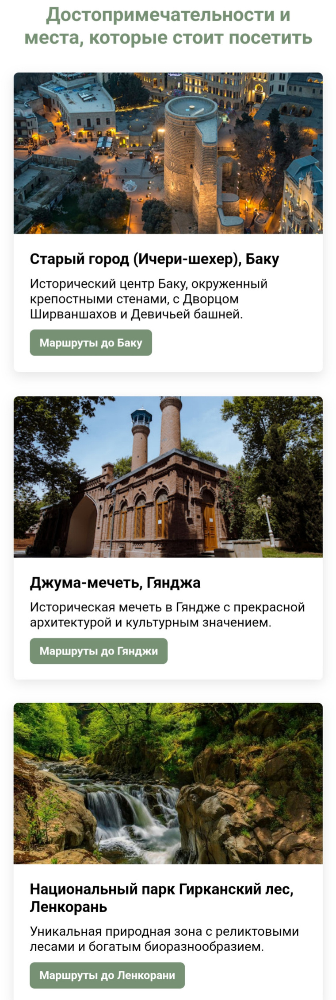 Достопримечательности и
места, которые стоит посетить
Старый город (Ичери-шехер), Баку
Исторический центр Баку, окруженный
крепостными стенами, с Дворцом
Ширваншахов и Девичьей башней.
Маршруты до Баку
Джума-мечеть, Гянджа
Историческая мечеть в Гяндже с прекрасной
архитектурой и культурным значением.
Маршруты до Гянджи
Национальный парк Гирканский лес,
Ленкорань
Уникальная природная зона с реликтовыми
лесами и богатым биоразнообразием.
Маршруты до Ленкорани